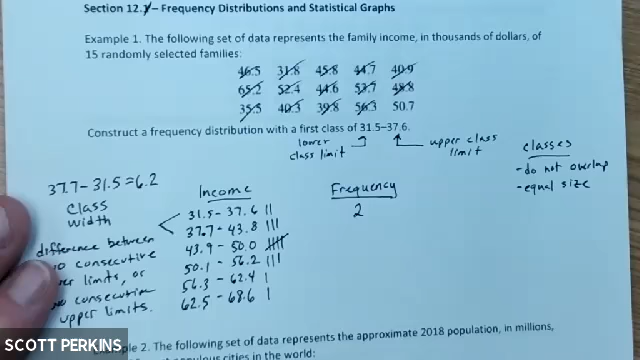 Section 12.1 – Frequency Distributions and Statistical Graphs
Example 1. The following set of data represents the family income, in thousands of dollars, of
15 randomly selected families:
46.5 31.8 45.8 44.7 40.9
65.2 52.4 44.6 53.7 48.8
35.5 40.3 39.8 56.3 50.7
Construct a frequency distribution with a first class of 31.5–37.6.
lower class limit
upper class limit
classes
- do not overlap
- equal size
37.7 – 31.5 = 6.2
class width
difference between
consecutive
limits, or
consecutive
upper limits.
Income
31.5 – 37.6 ||
37.7 – 43.8 |||
43.9 – 50.0 ||||
50.1 – 56.2 |||
56.3 – 62.4 |
62.5 – 68.6 |
Frequency
2
SCOTT PERKINS
Example 2. The following set of data represents the approximate 2018 population, in millions,
populous cities in the world: